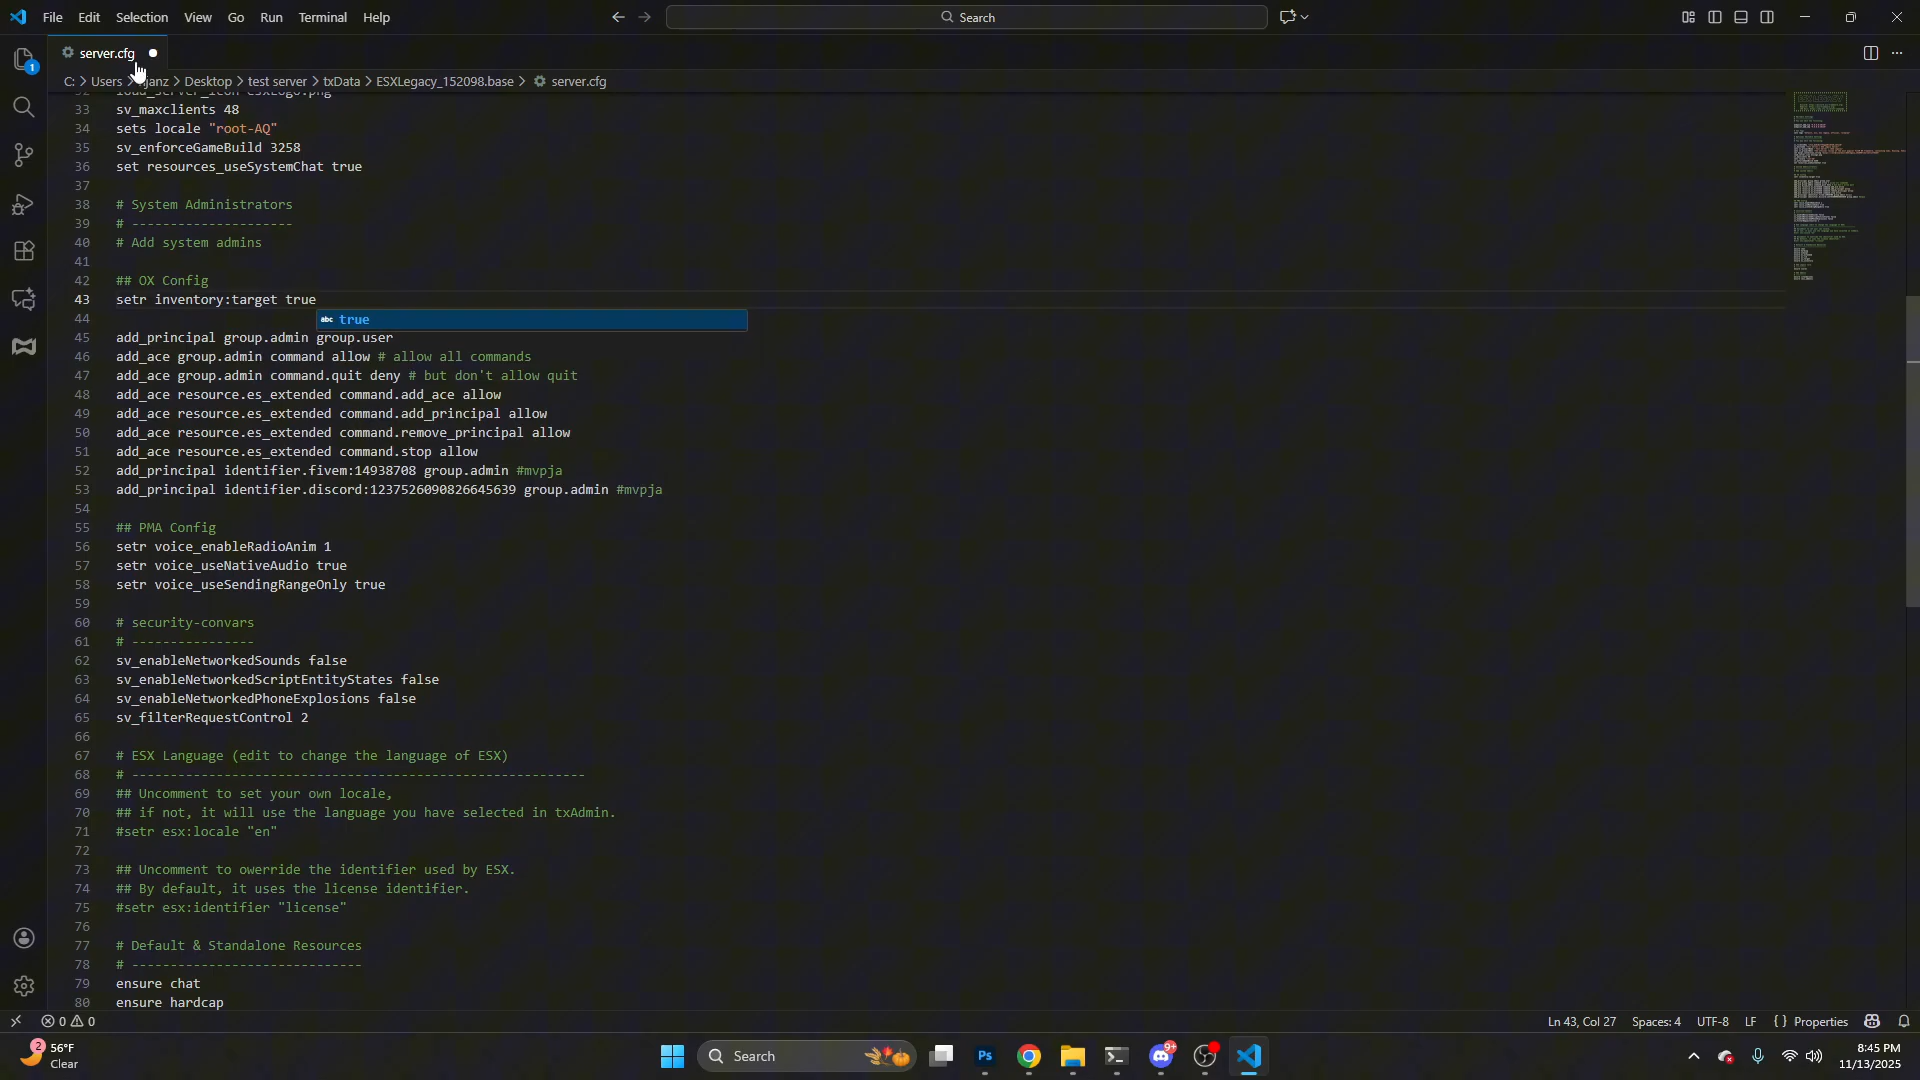 File Edit Selection View Go Run Terminal Help
Search
server.cfg
C: > Users > janz > Desktop > test server > txData > ESXLegacy_152098.base > server.cfg
1
33 sv_maxclients 48
34 sets locale "root-AQ"
35 sv_enforceGameBuild 3258
36 set resources_useSystemChat true
37
38 # System Administrators
39 # ---------------------
40 # Add system admins
41
42 ## OX Config
43 setr inventory:target true
abc true
44
45 add_principal group.admin group.user
46 add_ace group.admin command allow # allow all commands
47 add_ace group.admin command.quit deny # but don't allow quit
48 add_ace resource.es_extended command.add_ace allow
49 add_ace resource.es_extended command.add_principal allow
50 add_ace resource.es_extended command.remove_principal allow
51 add_ace resource.es_extended command.stop allow
52 add_principal identifier.fivem:14938708 group.admin #mvpja
53 add_principal identifier.discord:1237526090826645639 group.admin #mvpja
54
55 ## PMA Config
56 setr voice_enableRadioAnim 1
57 setr voice_useNativeAudio true
58 setr voice_useSendingRangeOnly true
59
60 # security-convars
61 # ----------------
62 sv_enableNetworkedSounds false
63 sv_enableNetworkedScriptEntityStates false
64 sv_enableNetworkedPhoneExplosions false
65 sv_filterRequestControl 2
66
67 # ESX Language (edit to change the language of ESX)
68 # -----------------------------------------------------------
69 ## Uncomment to set your own locale,
70 ## if not, it will use the language you have selected in txAdmin.
71 #setr esx:locale "en"
72
73 ## Uncomment to owerride the identifier used by ESX.
74 ## By default, it uses the license identifier.
75 #setr esx:identifier "license"
76
77 # Default & Standalone Resources
78 # ------------------------------
79 ensure chat
80 ensure hardcap
0 0
Ln 43, Col 27 Spaces: 4 UTF-8 LF { } Properties
2
56°F
Clear
Search
Ps
9+
8:45 PM
11/13/2025